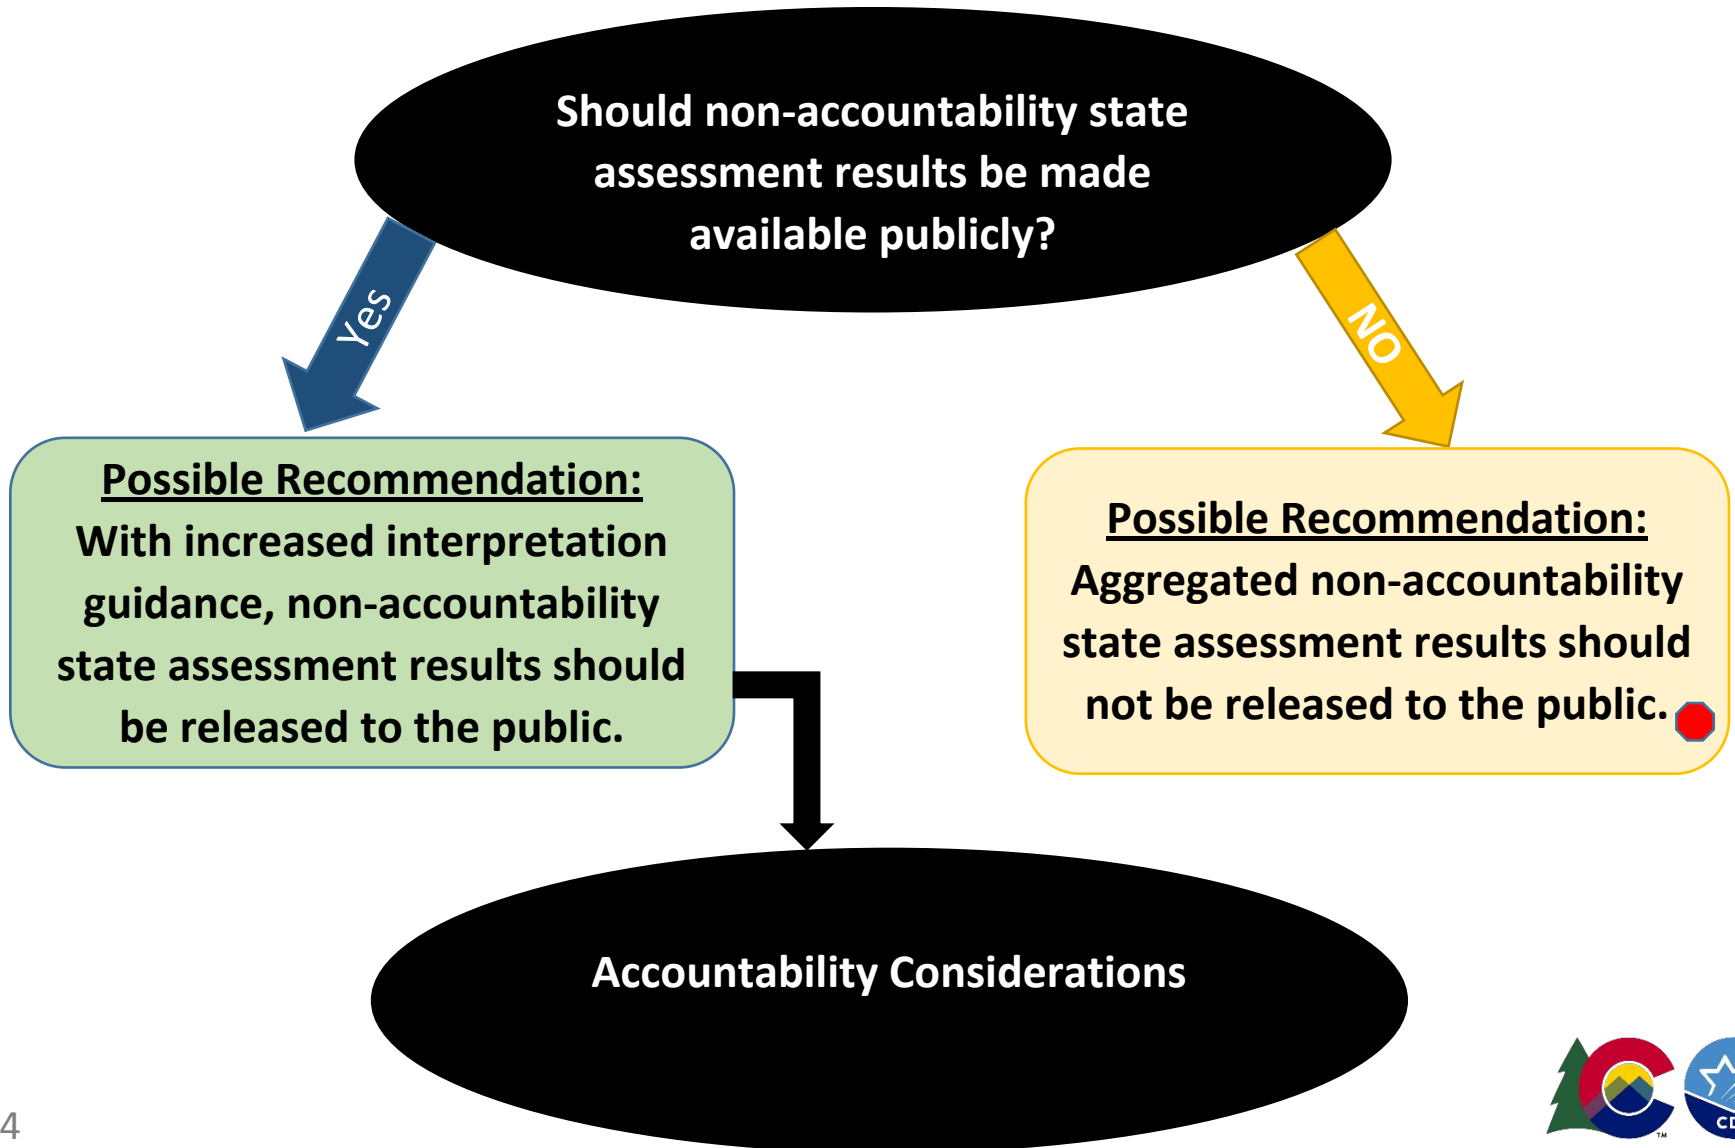 Should non-accountability state
assessment results be made
available publicly?
Yes
NO
Possible Recommendation:
With increased interpretation
guidance, non-accountability
state assessment results should
be released to the public.
Possible Recommendation:
Aggregated non-accountability
state assessment results should
not be released to the public.
Accountability Considerations
4
TM